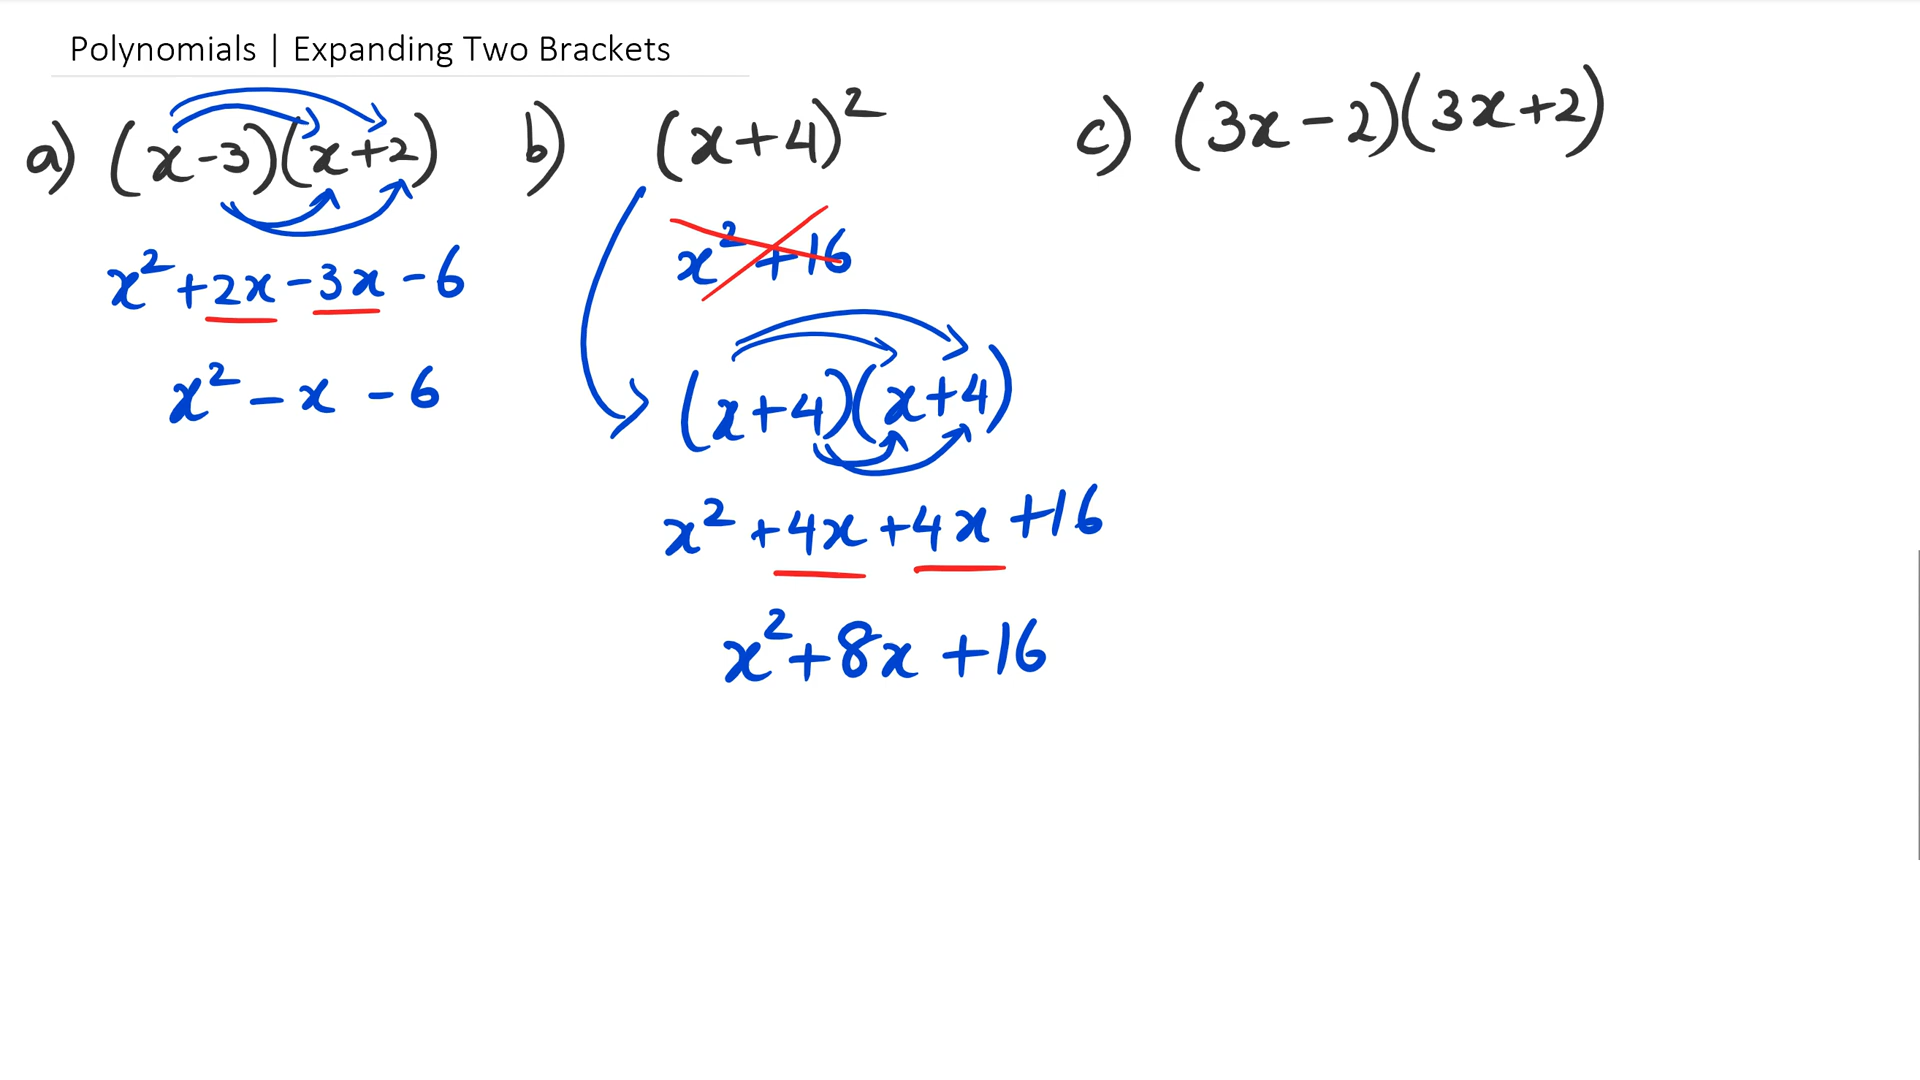 Polynomials | Expanding Two Brackets
a) (x-3)(x+2)
x² +2x -3x -6
x² - x - 6
b) (x+4)²
x² +16
(x+4)(x+4)
x² +4x +4x +16
x² +8x +16
c) (3x-2)(3x+2)